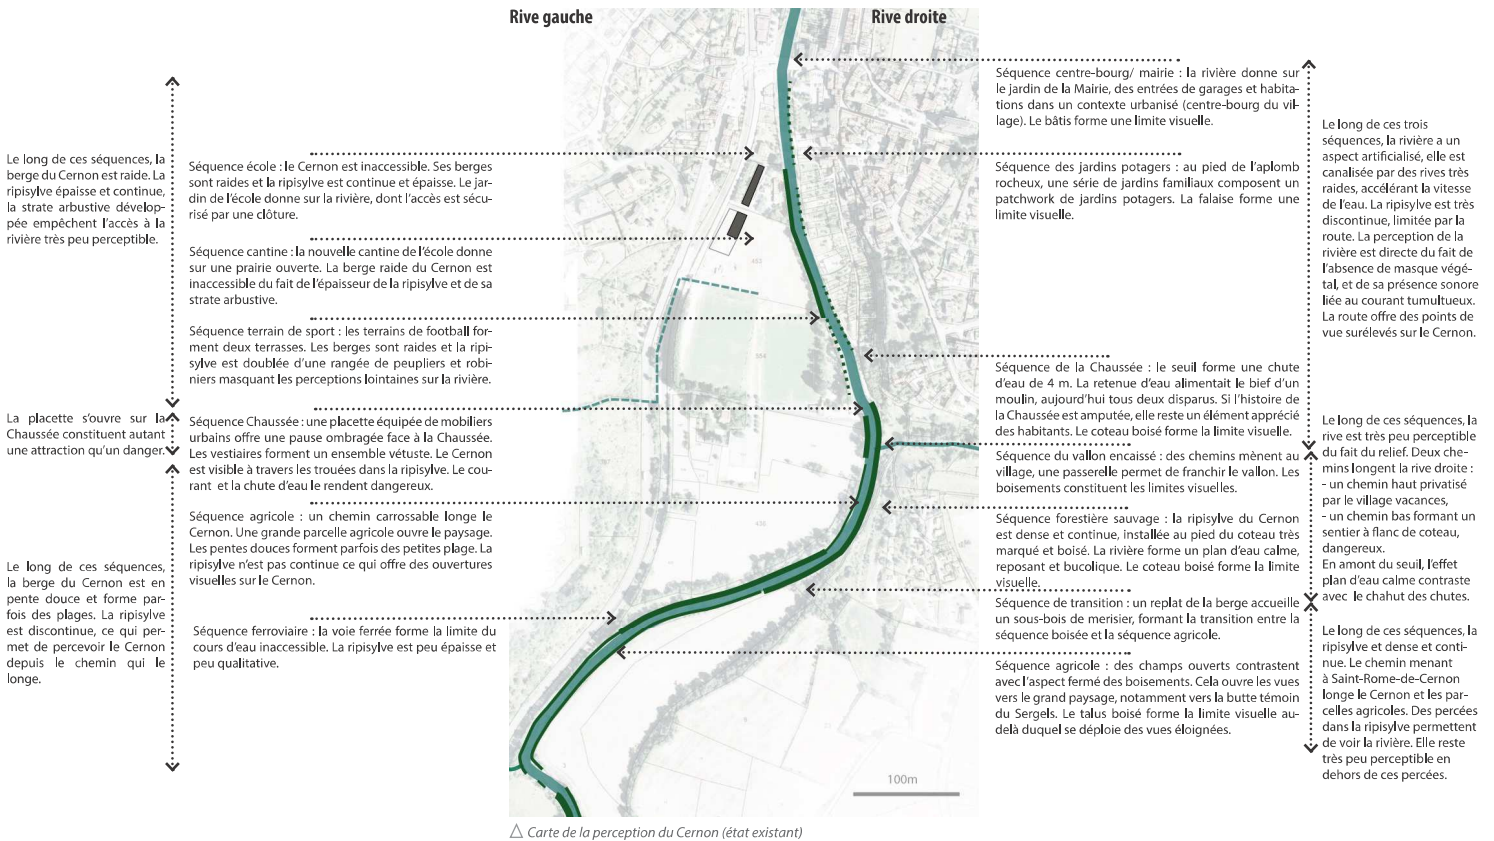 Rive gauche
Rive droite
Le long de ces séquences, la
berge du Cernon est raide. La
ripisylve épaisse et continue,
la strate arbustive dévelop-
pée empêchent l'accès à la
rivière très peu perceptible.
La placette s'ouvre sur la
Chaussée constituent autant
une attraction qu'un danger.
Le long de ces séquences,
la berge du Cernon est en
pente douce et forme par-
fois des plages. La ripisylve
est discontinue, ce qui per-
met de percevoir le Cernon
depuis le chemin qui le
longe.
Séquence école : le Cernon est inaccessible. Ses berges
sont raides et la ripisylve est continue et épaisse. Le jar-
din de l'école donne sur la rivière, dont l'accès est sécu-
risé par une clôture.
Séquence cantine : la nouvelle cantine de l'école donne
sur une prairie ouverte. La berge raide du Cernon est
inaccessible du fait de l'épaisseur de la ripisylve et de sa
strate arbustive.
Séquence terrain de sport : les terrains de football for-
ment deux terrasses. Les berges sont raides et la ripi-
sylve est doublée d'une rangée de peupliers et robi-
niers masquant les perceptions lointaines sur la rivière.
Séquence Chaussée : une placette équipée de mobiliers
urbains offre une pause ombragée face à la Chaussée.
Les vestiaires forment un ensemble vétuste. Le Cernon
est visible à travers les trouées dans la ripisylve. Le cou-
rant et la chute d'eau le rendent dangereux.
Séquence agricole : un chemin carrossable longe le
Cernon. Une grande parcelle agricole ouvre le paysage.
Les pentes douces forment parfois des petites plage. La
ripisylve n'est pas continue ce qui offre des ouvertures
visuelles sur le Cernon.
Séquence ferroviaire : la voie ferrée forme la limite du
cours d'eau inaccessible. La ripisylve est peu épaisse et
peu qualitative.
Séquence centre-bourg/ mairie : la rivière donne sur
le jardin de la Mairie, des entrées de garages et habita-
tions dans un contexte urbanisé (centre-bourg du vil-
lage). Le bâtis forme une limite visuelle.
Séquence des jardins potagers : au pied de l'aplomb
rocheux, une série de jardins familiaux composent un
patchwork de jardins potagers. La falaise forme une
limite visuelle.
Séquence de la Chaussée : le seuil forme une chute
d'eau de 4 m. La retenue d'eau alimentait le bief d'un
moulin, aujourd'hui tous deux disparus. Si l'histoire de
la Chaussée est amputée, elle reste un élément apprécié
des habitants. Le coteau boisé forme la limite visuelle.
Séquence du vallon encaissé : des chemins mènent au
village, une passerelle permet de franchir le vallon. Les
boisements constituent les limites visuelles.
Séquence forestière sauvage : la ripisylve du Cernon
est dense et continue, installée au pied du coteau très
marqué et boisé. La rivière forme un plan d'eau calme,
reposant et bucolique. Le coteau boisé forme la limite
visuelle.
Séquence de transition : un replat de la berge accueille
un sous-bois de merisier, formant la transition entre la
séquence boisée et la séquence agricole.
Séquence agricole : des champs ouverts contrastent
avec l'aspect fermé des boisements. Cela ouvre les vues
vers le grand paysage, notamment vers la butte témoin
du Sergels. Le talus boisé forme la limite visuelle au-
delà duquel se déploie des vues éloignées.
Le long de ces trois
séquences, la rivière a un
aspect artificialisé, elle est
canalisée par des rives très
raides, accélérant la vitesse
de l'eau. La ripisylve est très
discontinue, limitée par la
route. La perception de la
rivière est directe du fait de
l'absence de masque végé-
tal, et de sa présence sonore
liée au courant tumultueux.
La route offre des points de
vue surélevés sur le Cernon.
Le long de ces séquences, la
rive est très peu perceptible
du fait du relief. Deux che-
mins longent la rive droite :
- un chemin haut privatisé
par le village vacances,
- un chemin bas formant un
sentier à flanc de coteau,
dangereux.
En amont du seuil, l'effet
plan d'eau calme contraste
avec le chahut des chutes.
Le long de ces séquences, la
ripisylve et dense et conti-
nue. Le chemin menant
à Saint-Rome-de-Cernon
longe le Cernon et les par-
celles agricoles. Des percées
dans la ripisylve permettent
de voir la rivière. Elle reste
très peu perceptible en
dehors de ces percées.
100m
Carte de la perception du Cernon (état existant)